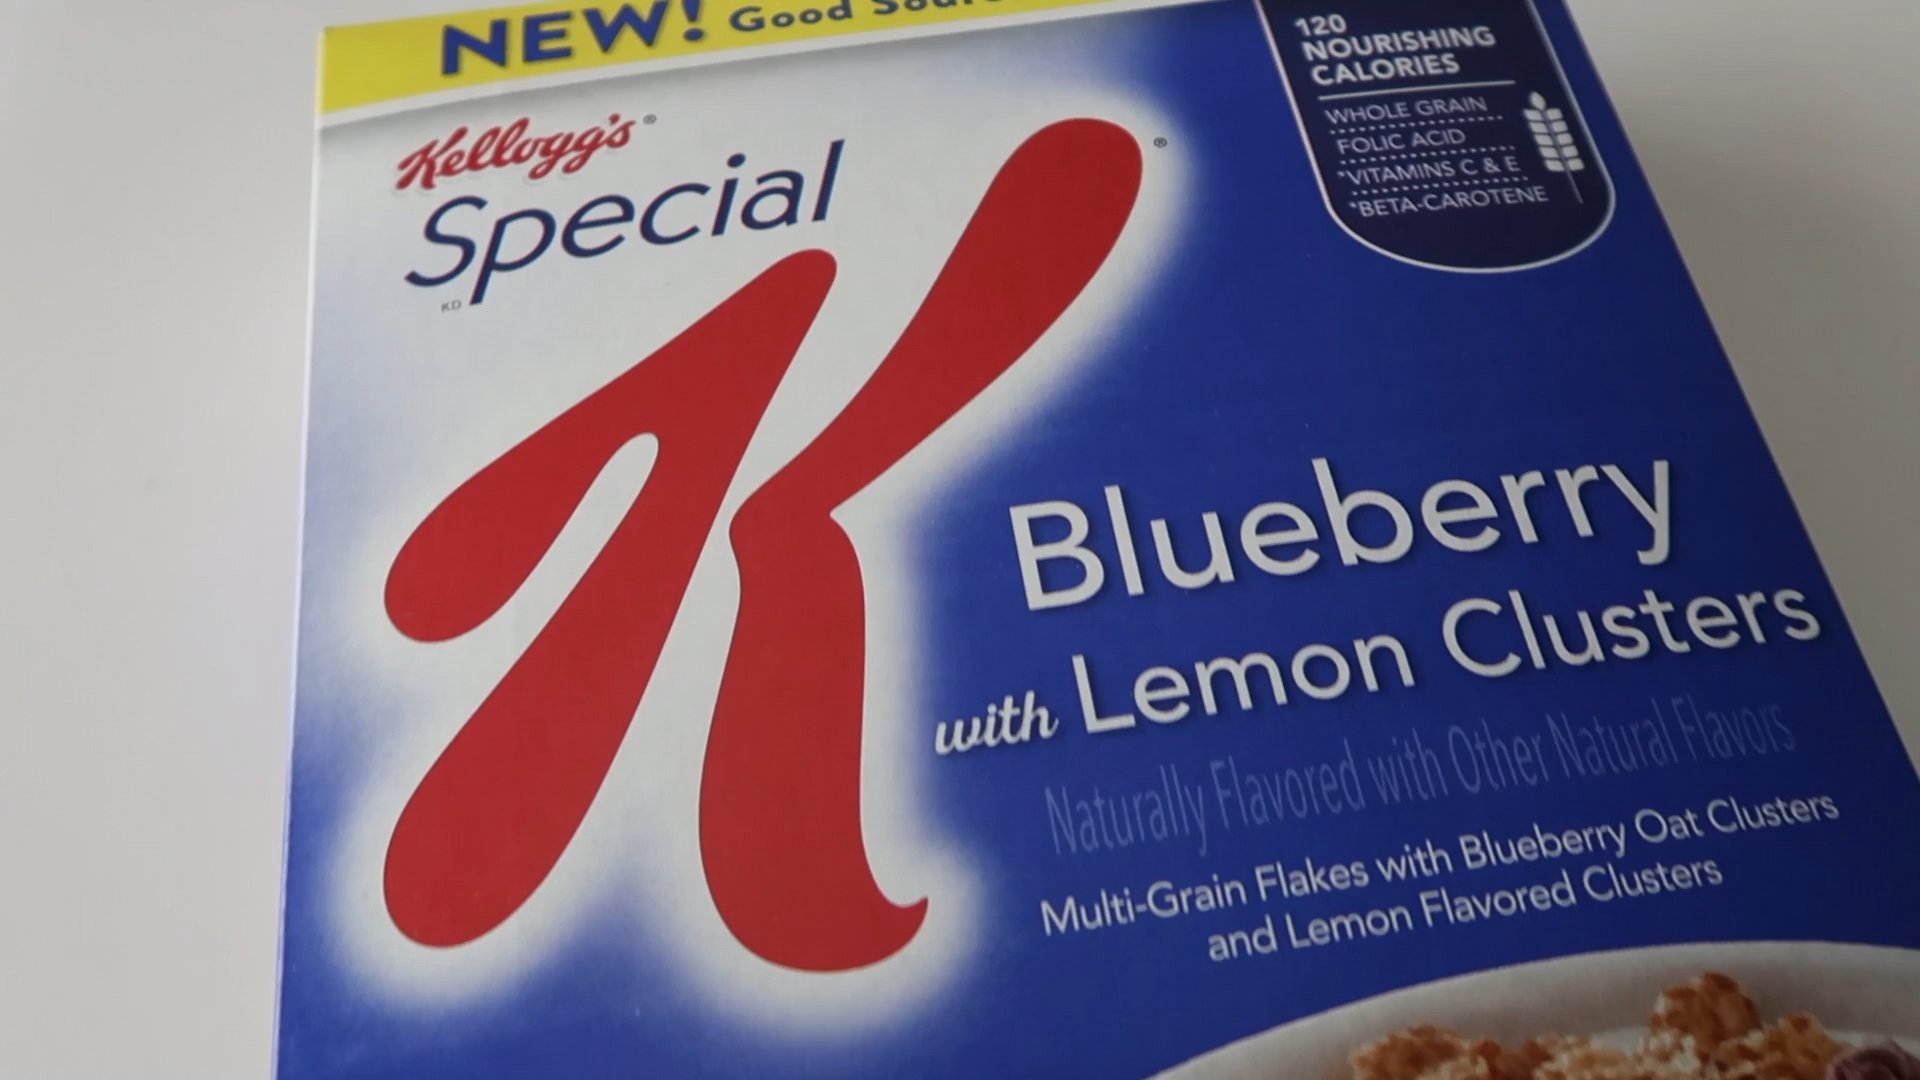 NEW! Good
Kellogg's®
Special
K®
KD
120
NOURISHING
CALORIES
WHOLE GRAIN
FOLIC ACID
*VITAMINS C & E
*BETA-CAROTENE
Blueberry
with Lemon Clusters
Naturally Flavored with Other Natural Flavors
Multi-Grain Flakes with Blueberry Oat Clusters
and Lemon Flavored Clusters